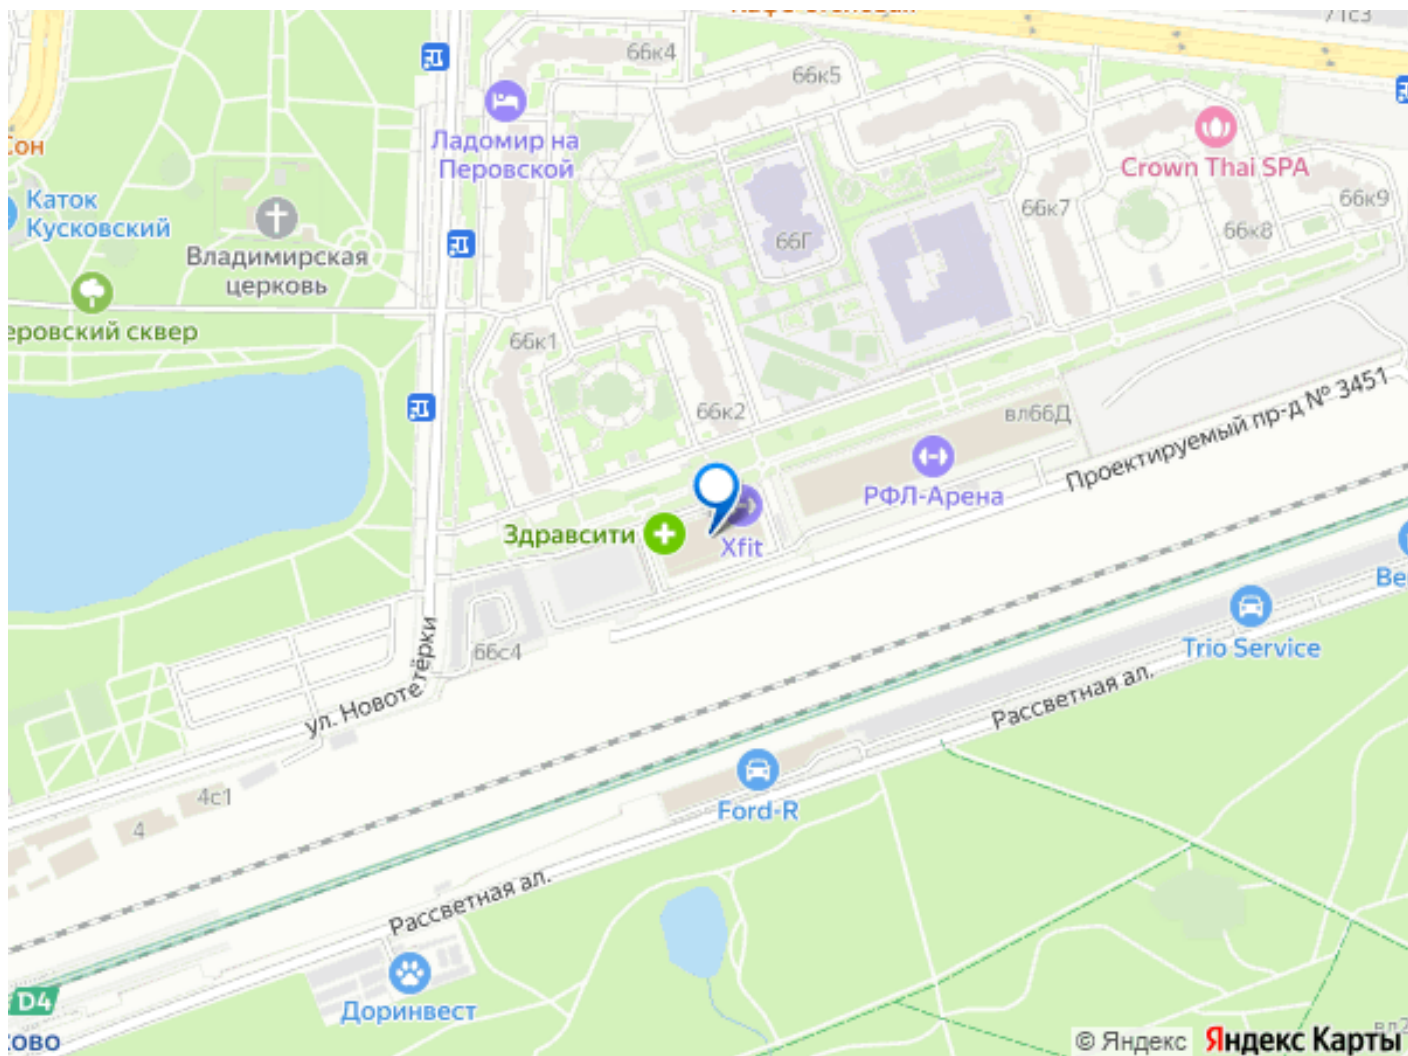 71с3
66к4
66к5
Ладомир на
Перовской
Crown Thai SPA
Каток
Кусковский
Владимирская
церковь
66к7
66к9
66к8
66Г
66к1
66к2
вл66Д
Проектируемый пр-д № 3451
РФЛ-Арена
Здравсити
Xfit
66с4
ул. Новотетёрки
Trio Service
Рассветная ал.
Ford-R
4с1
4
Рассветная ал.
Доринвест
D4
© Яндекс
Яндекс Карты